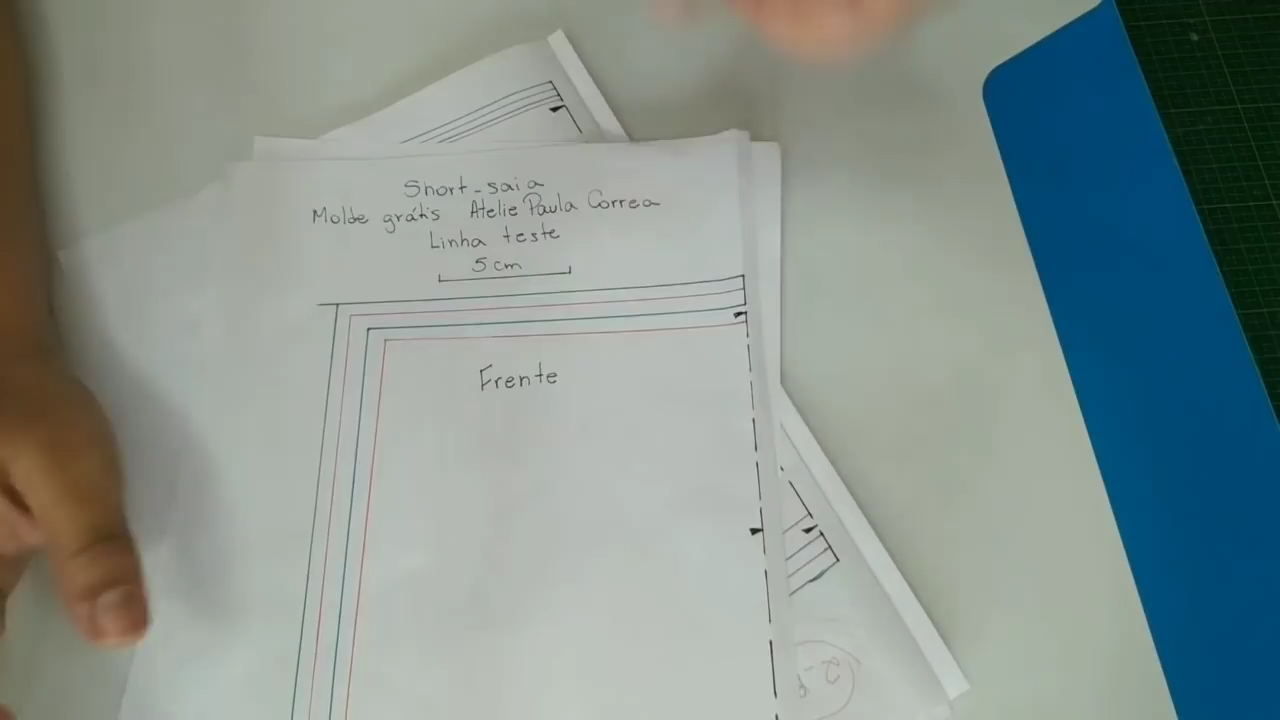 Short-saia
Molde grátis Atelie Paula Correa
Linha teste
5 cm
Frente